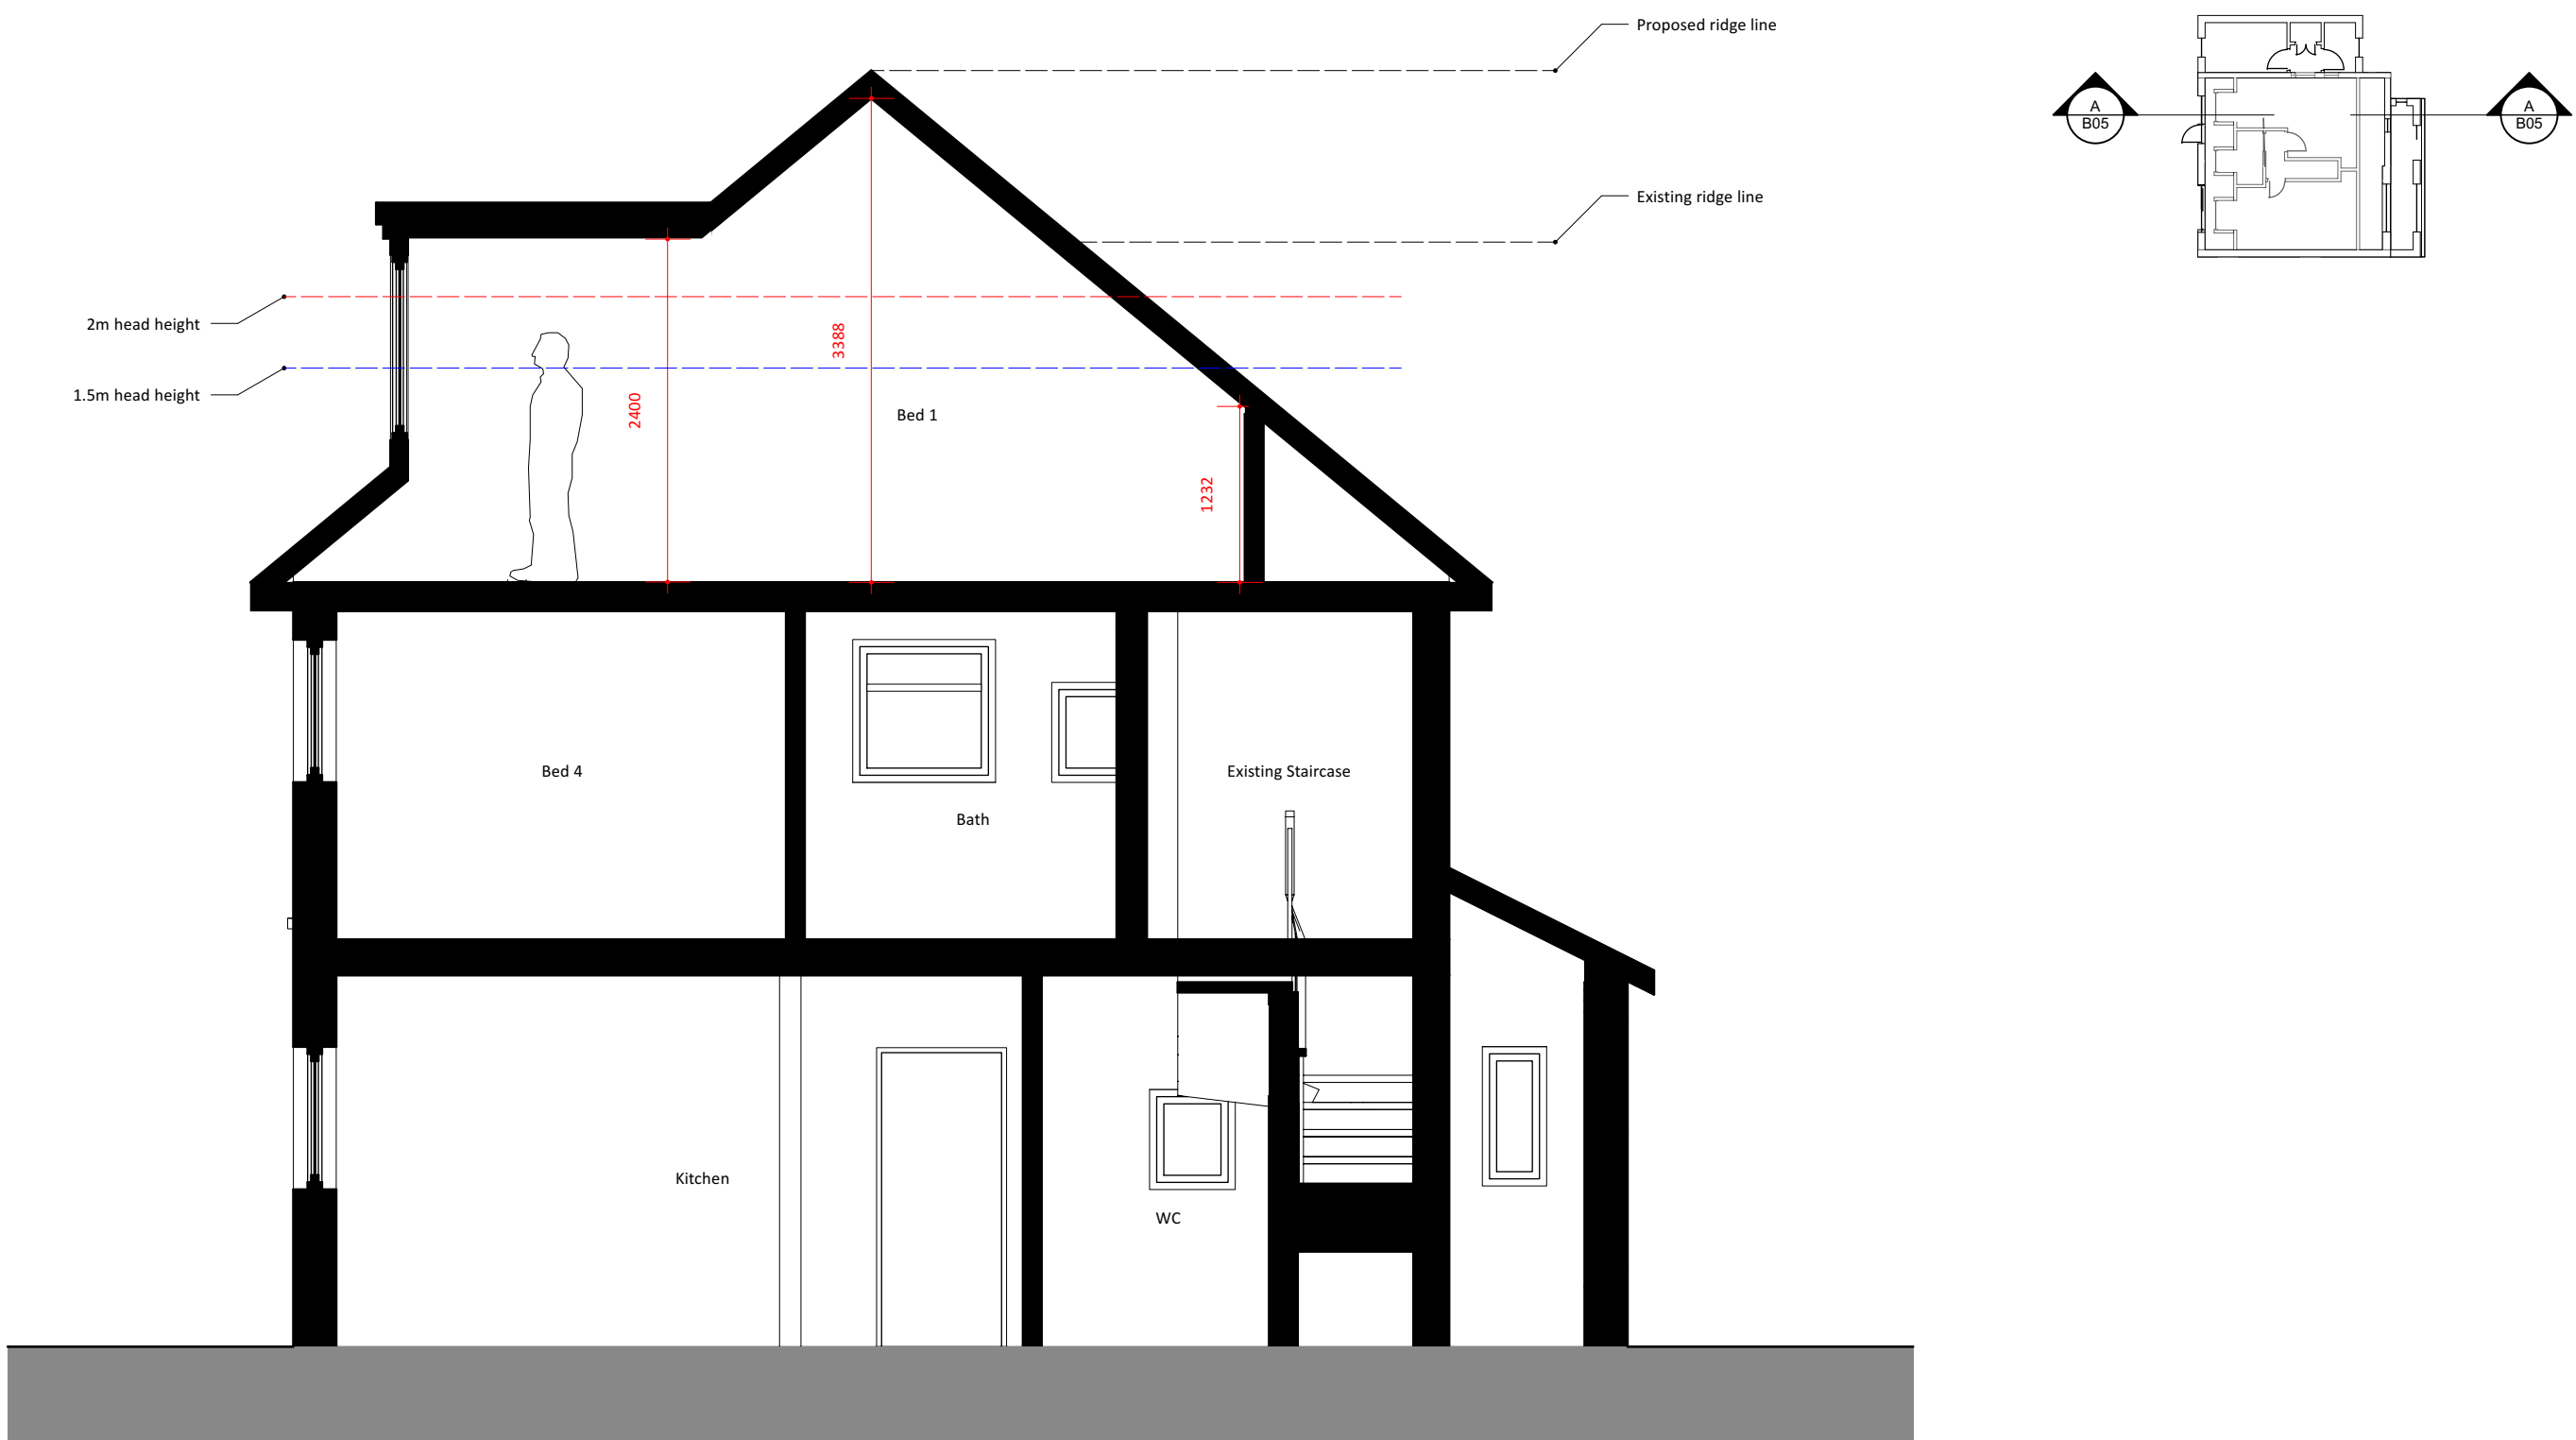 Proposed ridge line
A
B05
A
B05
Existing ridge line
2m head height
1.5m head height
3388
2400
Bed 1
1232
Bed 4
Existing Staircase
Bath
Kitchen
WC